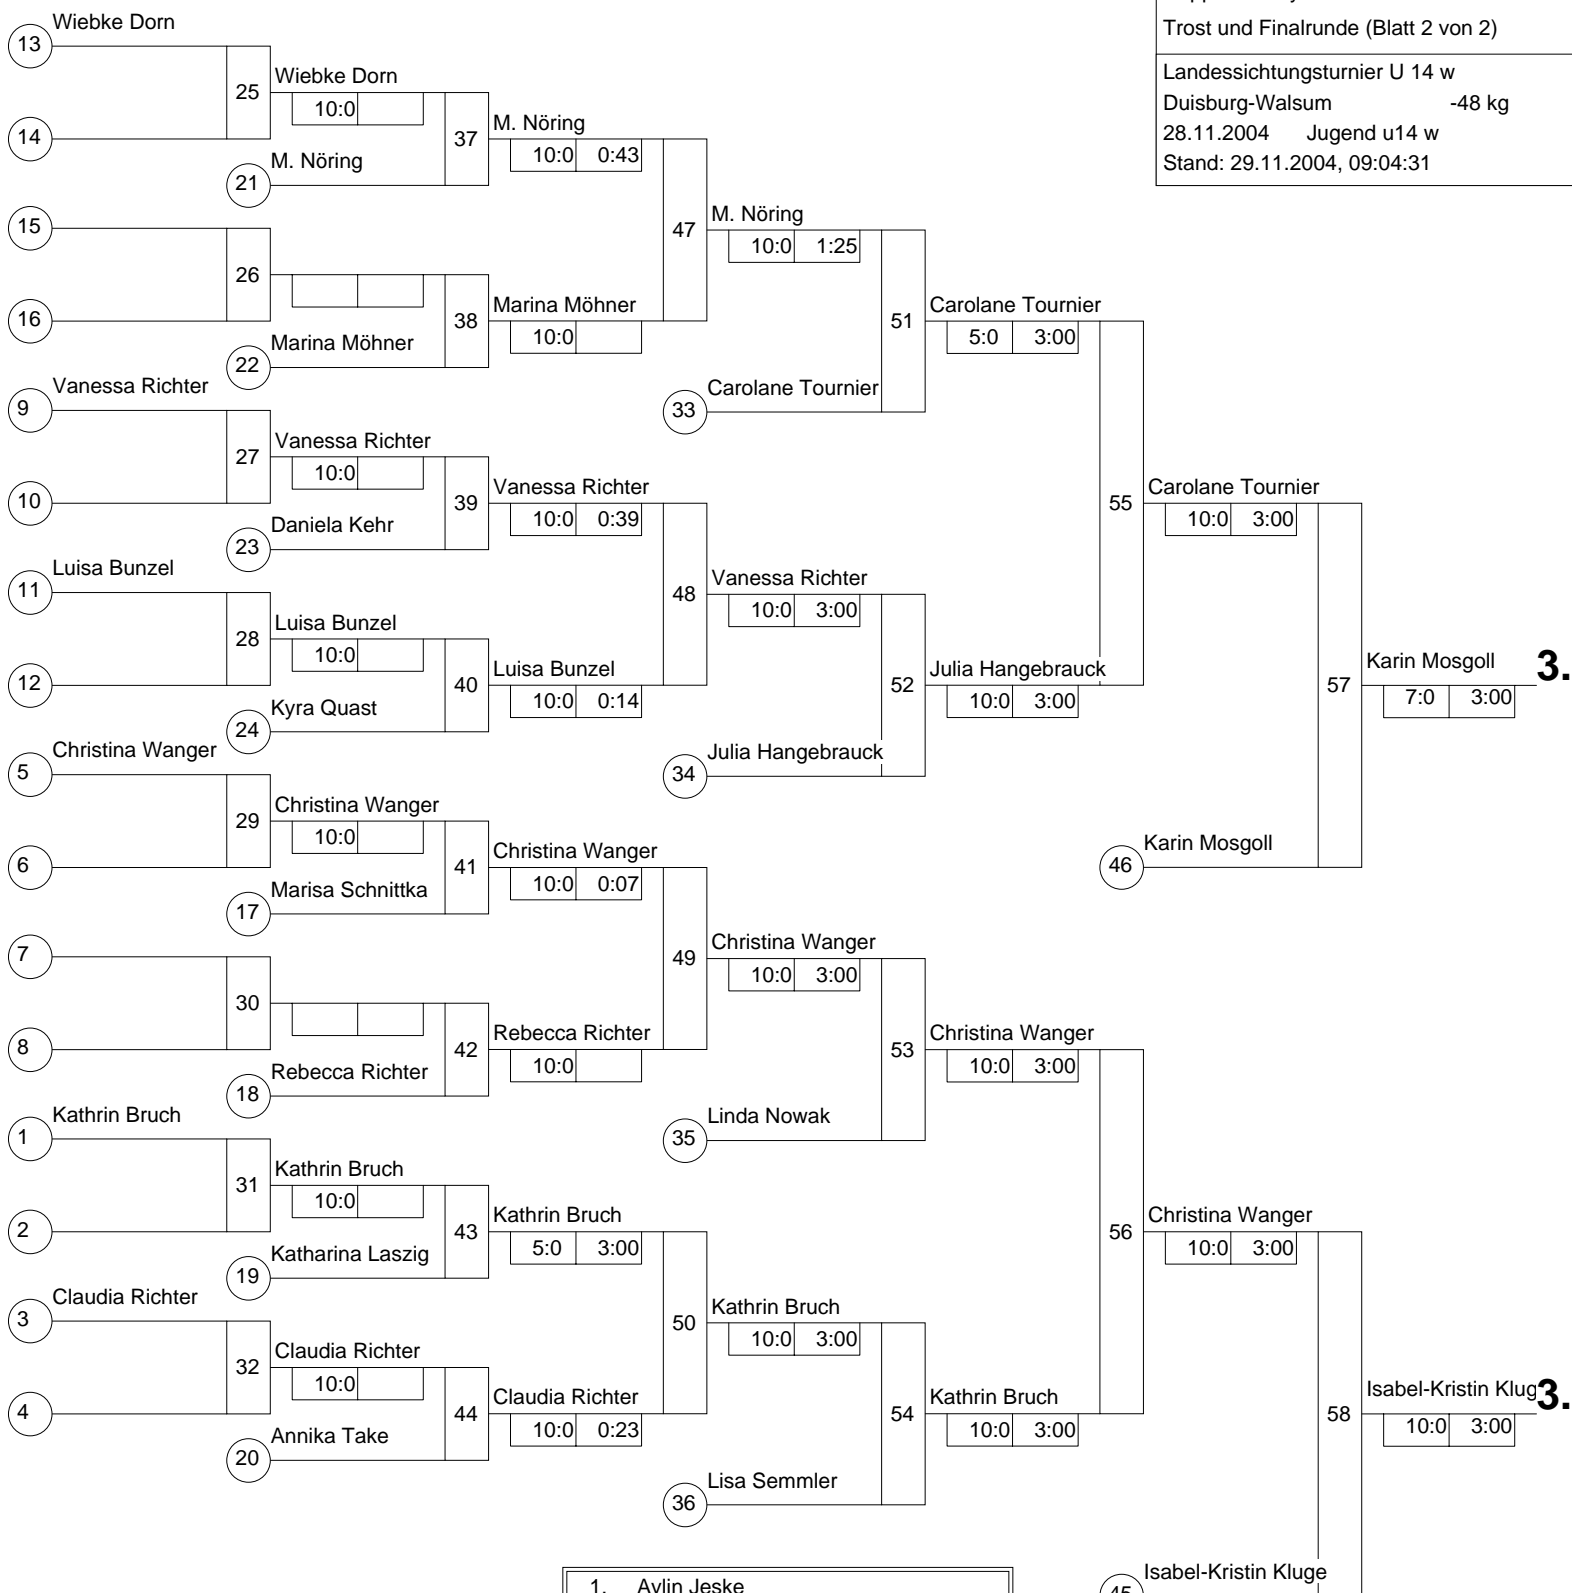 Trost und Finalrunde (Blatt 2 von 2)
Landessichtungsturnier U 14 w
Duisburg-Walsum -48 kg
28.11.2004 Jugend u14 w
Stand: 29.11.2004, 09:04:31
13 Wiebke Dorn
14
25 Wiebke Dorn
10:0
21 M. Nöring
37 M. Nöring
10:0 0:43
15
16
26
22 Marina Möhner
38 Marina Möhner
10:0
47 M. Nöring
10:0 1:25
33 Carolane Tournier
51 Carolane Tournier
5:0 3:00
9 Vanessa Richter
10
27 Vanessa Richter
10:0
23 Daniela Kehr
39 Vanessa Richter
10:0 0:39
11 Luisa Bunzel
12
28 Luisa Bunzel
10:0
24 Kyra Quast
40 Luisa Bunzel
10:0 0:14
48 Vanessa Richter
10:0 3:00
34 Julia Hangebrauck
52 Julia Hangebrauck
10:0 3:00
55 Carolane Tournier
10:0 3:00
46 Karin Mosgoll
57 Karin Mosgoll 3.
7:0 3:00
5 Christina Wanger
6
29 Christina Wanger
10:0
17 Marisa Schnittka
41 Christina Wanger
10:0 0:07
7
8
30
18 Rebecca Richter
42 Rebecca Richter
10:0
49 Christina Wanger
10:0 3:00
35 Linda Nowak
53 Christina Wanger
10:0 3:00
1 Kathrin Bruch
2
31 Kathrin Bruch
10:0
19 Katharina Laszig
43 Kathrin Bruch
5:0 3:00
3 Claudia Richter
4
32 Claudia Richter
10:0
20 Annika Take
44 Claudia Richter
10:0 0:23
50 Kathrin Bruch
10:0 3:00
36 Lisa Semmler
54 Kathrin Bruch
10:0 3:00
56 Christina Wanger
10:0 3:00
45 Isabel-Kristin Kluge
58 Isabel-Kristin Klug 3.
10:0 3:00
1. Aylin Jeske